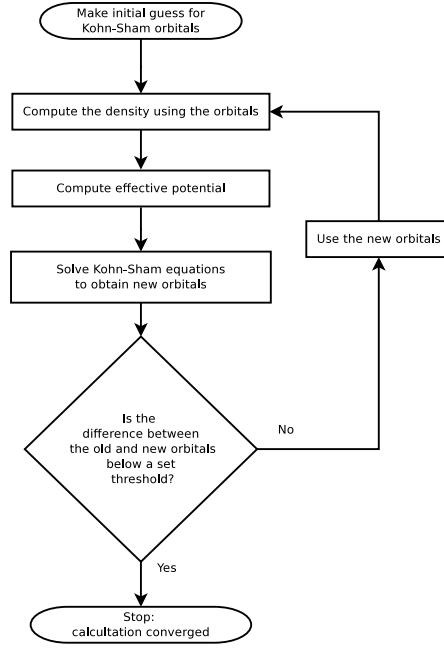 Make initial guess for
Kohn-Sham orbitals
Compute the density using the orbitals
Compute effective potential
Use the new orbitals
Solve Kohn-Sham equations
to obtain new orbitals
Is the
difference between
the old and new orbitals
below a set
threshold?
No
Yes
Stop:
calcultation converged